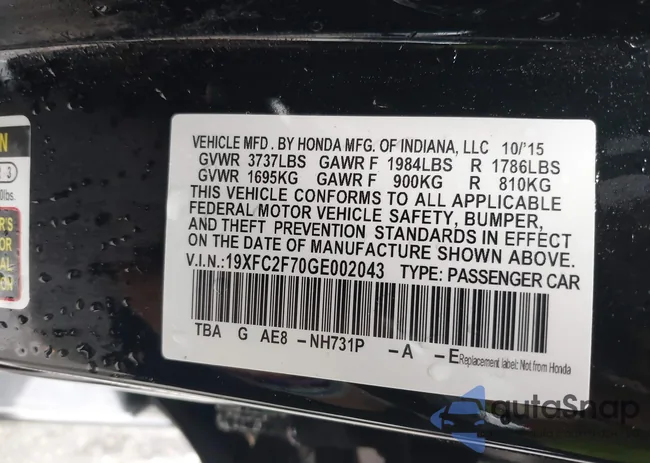 VEHICLE MFD. BY HONDA MFG. OF INDIANA, LLC 10/'15
GVWR 3737LBS GAWR F 1984LBS R 1786LBS
GVWR 1695KG GAWR F 900KG R 810KG
THIS VEHICLE CONFORMS TO ALL APPLICABLE
FEDERAL MOTOR VEHICLE SAFETY, BUMPER,
AND THEFT PREVENTION STANDARDS IN EFFECT
ON THE DATE OF MANUFACTURE SHOWN ABOVE.
V.I.N.:19XFC2F70GE002043 TYPE: PASSENGER CAR
TBA G AE8 -NH731P -A -E Replacement label: Not from Honda
autoSnap